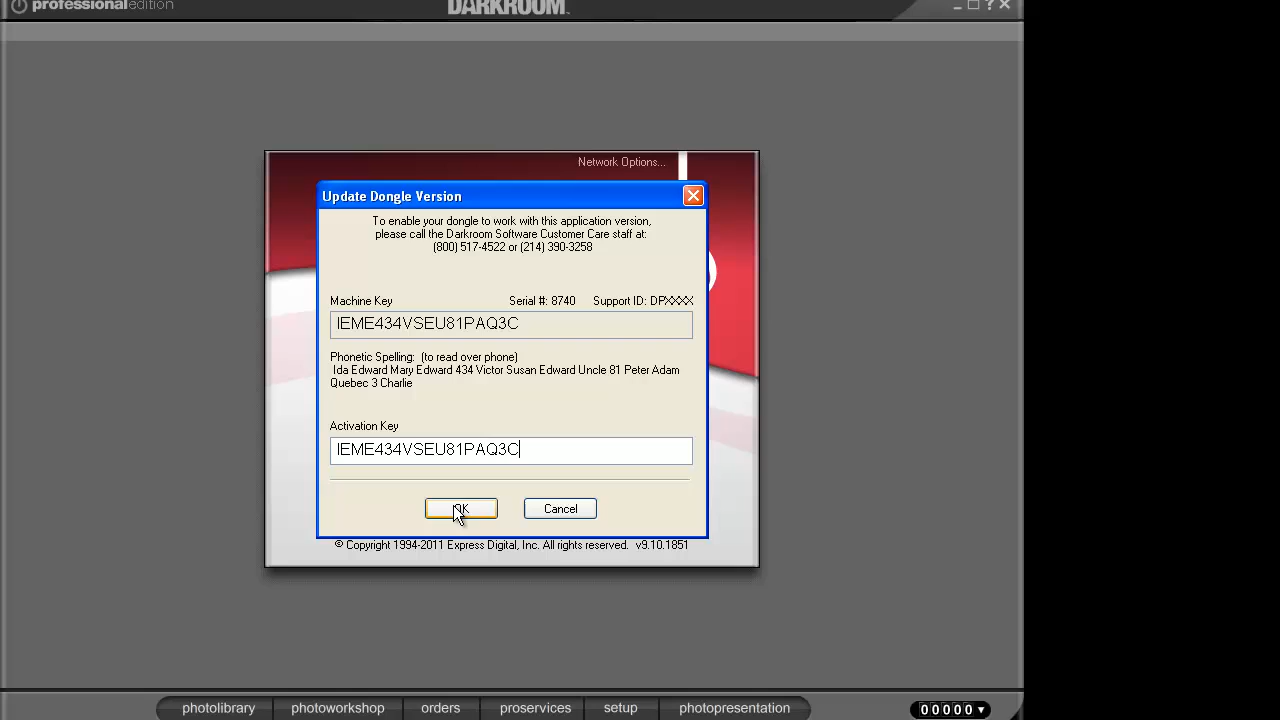 professionaledition
DARKROOM
Network Options...
Update Dongle Version
To enable your dongle to work with this application version,
please call the Darkroom Software Customer Care staff at:
(800) 517-4522 or (214) 390-3258
Machine Key Serial #: 8740 Support ID: DPXXXX
IEME434VSEU81PAQ3C
Phonetic Spelling: (to read over phone)
Ida Edward Mary Edward 434 Victor Susan Edward Uncle 81 Peter Adam
Quebec 3 Charlie
Activation Key
IEME434VSEU81PAQ3C
OK Cancel
© Copyright 1994-2011 Express Digital, Inc. All rights reserved. v9.10.1851
photolibrary photoworkshop orders proservices setup photopresentation 00000